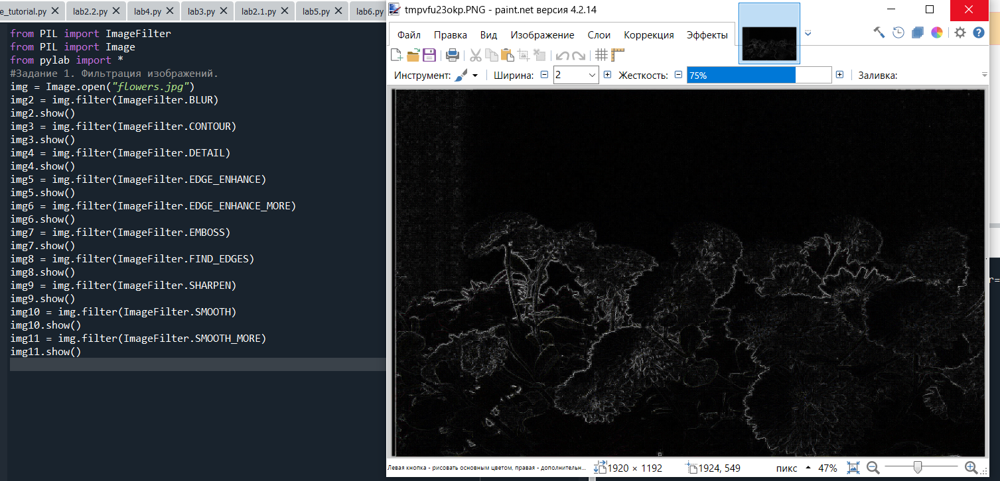 e_tutorial.py lab2.2.py lab4.py lab3.py lab2.1.py lab5.py lab6.py
from PIL import ImageFilter
from PIL import Image
from pylab import *
#Задание 1. Фильтрация изображений.
img = Image.open("flowers.jpg")
img2 = img.filter(ImageFilter.BLUR)
img2.show()
img3 = img.filter(ImageFilter.CONTOUR)
img3.show()
img4 = img.filter(ImageFilter.DETAIL)
img4.show()
img5 = img.filter(ImageFilter.EDGE_ENHANCE)
img5.show()
img6 = img.filter(ImageFilter.EDGE_ENHANCE_MORE)
img6.show()
img7 = img.filter(ImageFilter.EMBOSS)
img7.show()
img8 = img.filter(ImageFilter.FIND_EDGES)
img8.show()
img9 = img.filter(ImageFilter.SHARPEN)
img9.show()
img10 = img.filter(ImageFilter.SMOOTH)
img10.show()
img11 = img.filter(ImageFilter.SMOOTH_MORE)
img11.show()
tmpvfu23okp.PNG - paint.net версия 4.2.14
Файл Правка Вид Изображение Слои Коррекция Эффекты
Инструмент: Ширина: 2 Жесткость: 75% Заливка:
r=
Левая кнопка - рисовать основным цветом, правая - дополнительн... 1920 × 1192 1924, 549 пикс 47%